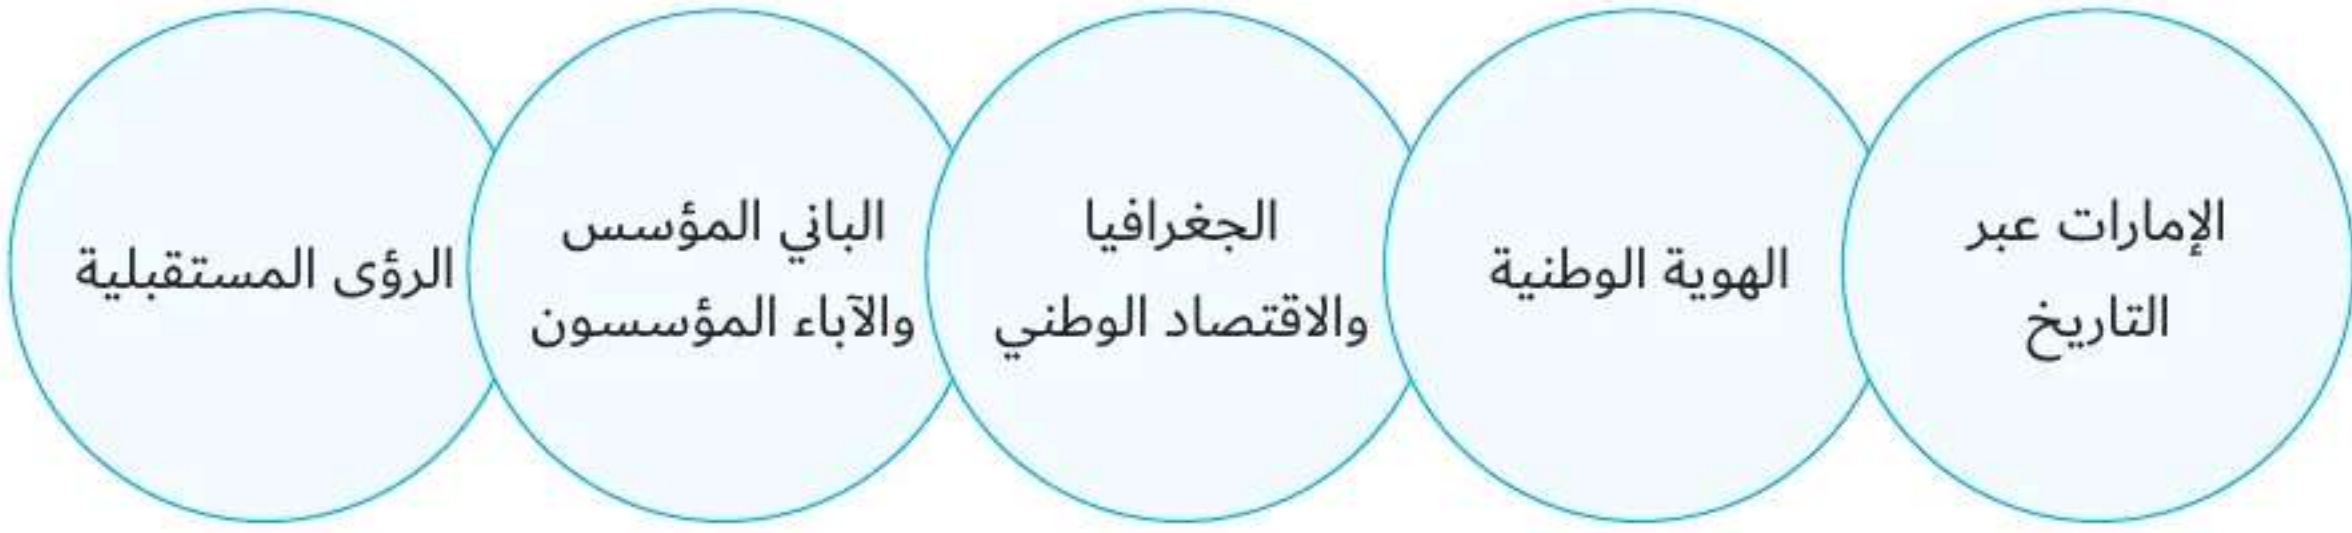 الإمارات عبر
التاريخ
الهوية الوطنية
الجغرافيا
والاقتصاد الوطني
الباني المؤسس
والآباء المؤسسون
الرؤى المستقبلية